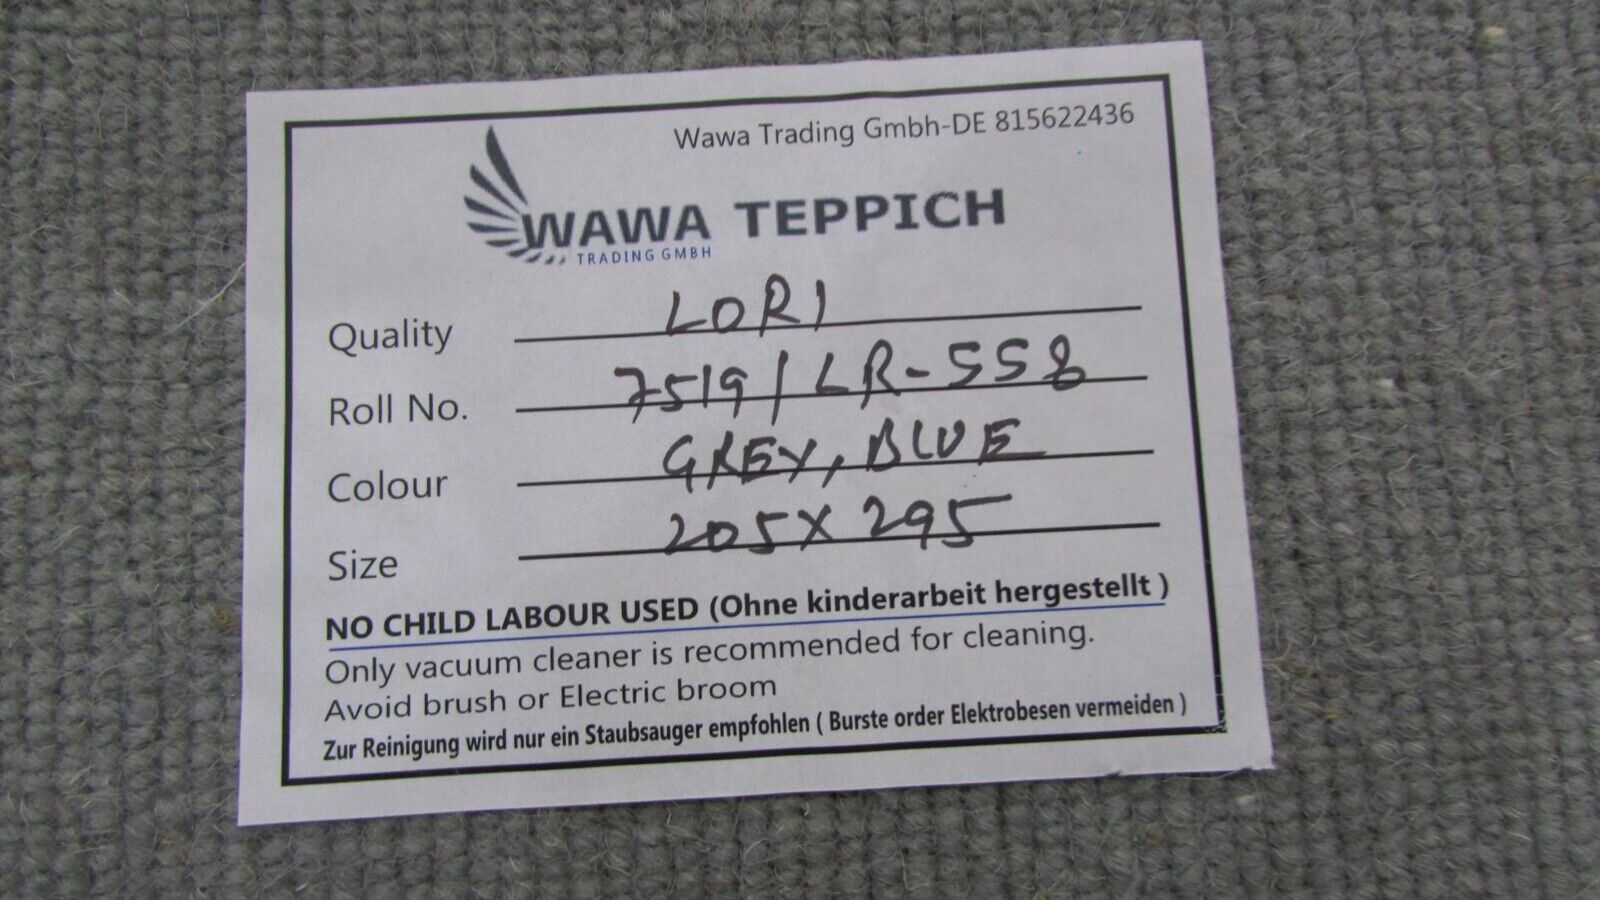 Wawa Trading Gmbh-DE 815622436
WAWA TEPPICH
TRADING GMBH
Quality LORI
Roll No. 7519/LR-558
Colour GREY, BLUE
Size 205X295
NO CHILD LABOUR USED (Ohne kinderarbeit hergestellt )
Only vacuum cleaner is recommended for cleaning.
Avoid brush or Electric broom
Zur Reinigung wird nur ein Staubsauger empfohlen ( Burste order Elektrobesen vermeiden )